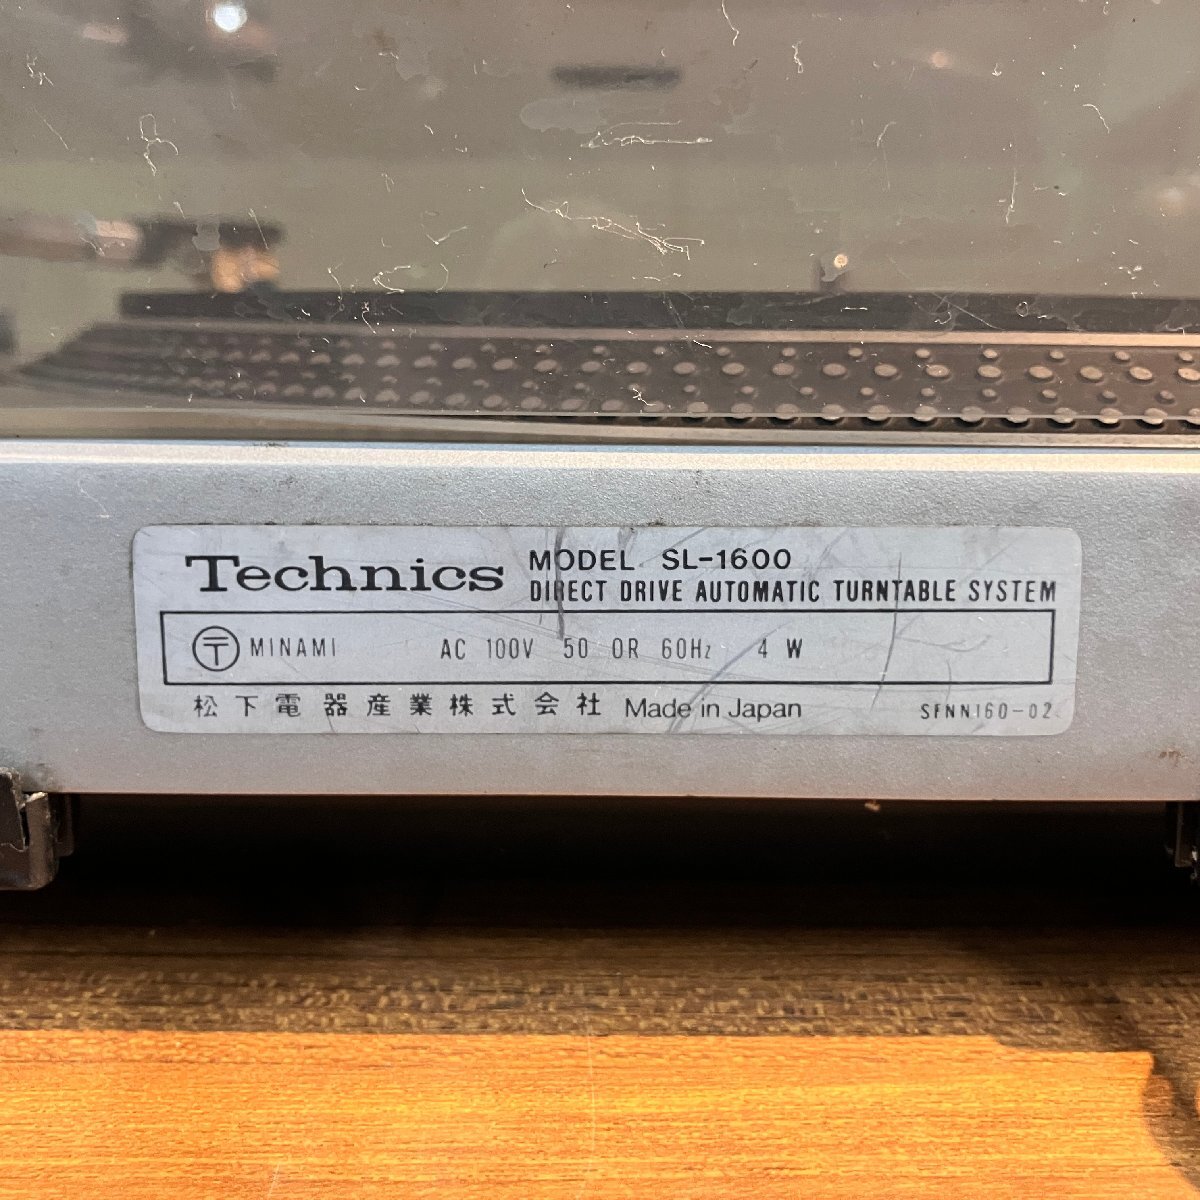 Technics MODEL SL-1600
DIRECT DRIVE AUTOMATIC TURNTABLE SYSTEM
〒 MINAMI AC 100V 50 OR 60Hz 4 W
松下電器産業株式会社 Made in Japan SFNN160-02